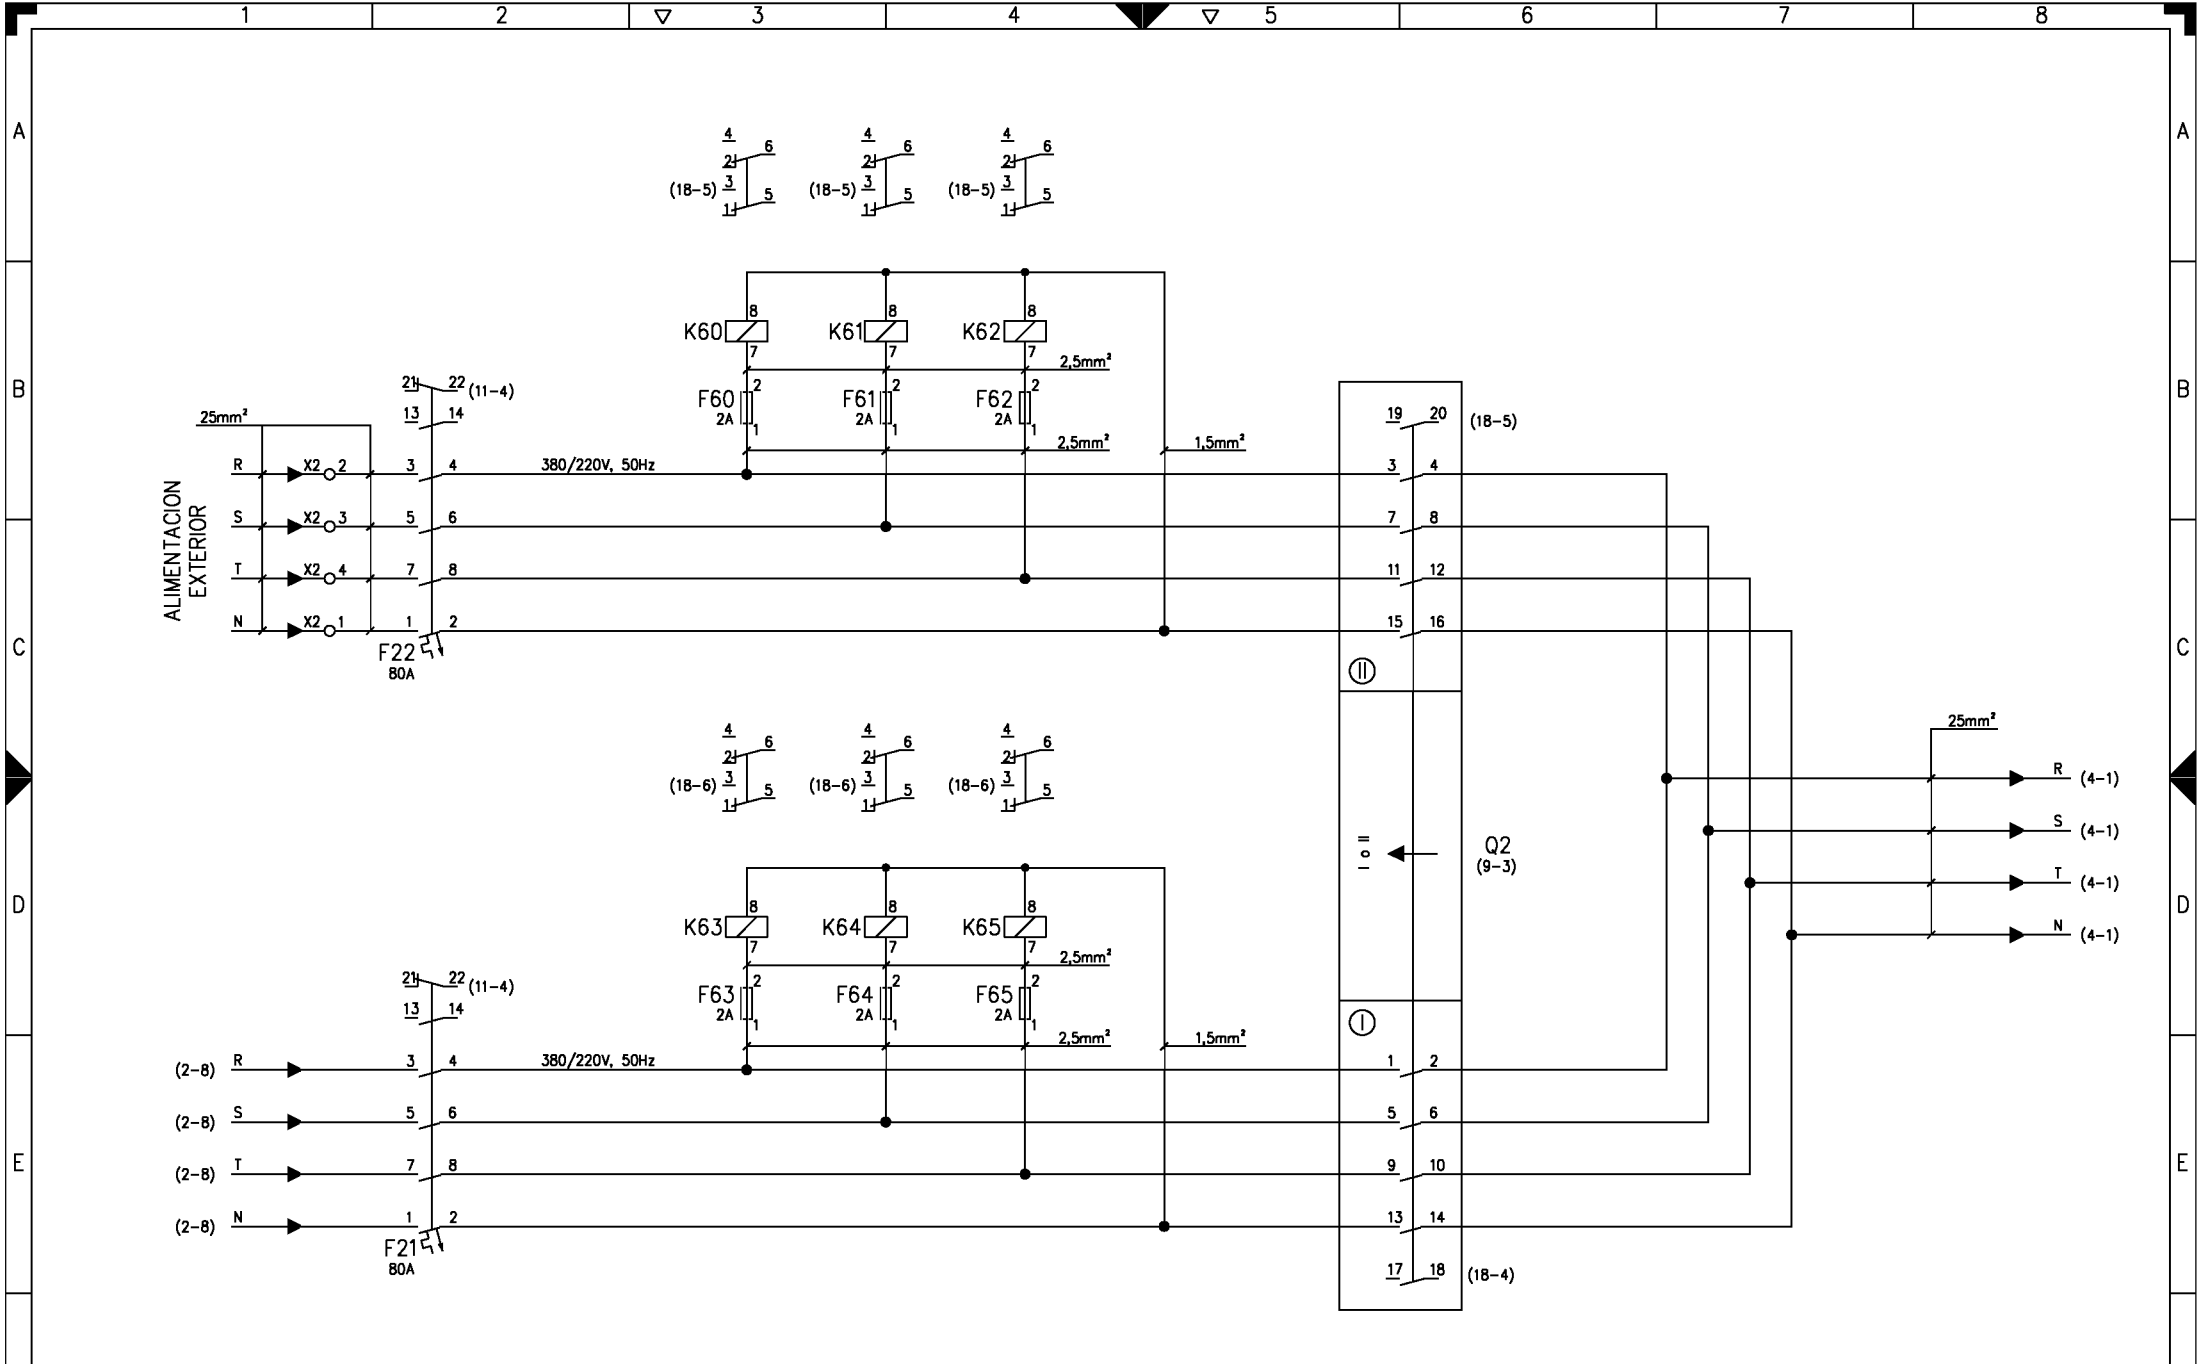 1 2 3 4 5 6 7 8
A A
4 4 4
6 6 6
2 2 2
(18-5) 3 (18-5) 3 (18-5) 3
5 5 5
1 1 1
8 8 8
K60 K61 K62
7 7 7
2,5mm²
B B
21 22 (11-4)
2 2 2
F60 F61 F62
2A 2A 2A
1 1 1
13 14
19 20 (18-5)
25mm²
2,5mm² 1,5mm²
R X2 2 3 4 380/220V, 50Hz 3 4
S X2 3 5 6 7 8
ALIMENTACION
EXTERIOR
T X2 4 7 8 11 12
N X2 1 1 2 15 16
C C
F22
80A
II
25mm²
4 4 4
6 6 6
2 2 2
(18-6) 3 (18-6) 3 (18-6) 3
5 5 5
1 1 1
R (4-1)
S (4-1)
II
O
I
Q2
(9-3)
T (4-1)
N (4-1)
D D
8 8 8
K63 K64 K65
7 7 7
2,5mm²
21 22 (11-4)
2 2 2
F63 F64 F65
2A 2A 2A
1 1 1
13 14
I
2,5mm² 1,5mm²
(2-8) R 3 4 380/220V, 50Hz 1 2
(2-8) S 5 6 5 6
E E
(2-8) T 7 8 9 10
(2-8) N 1 2 13 14
F21
80A
17 18 (18-4)